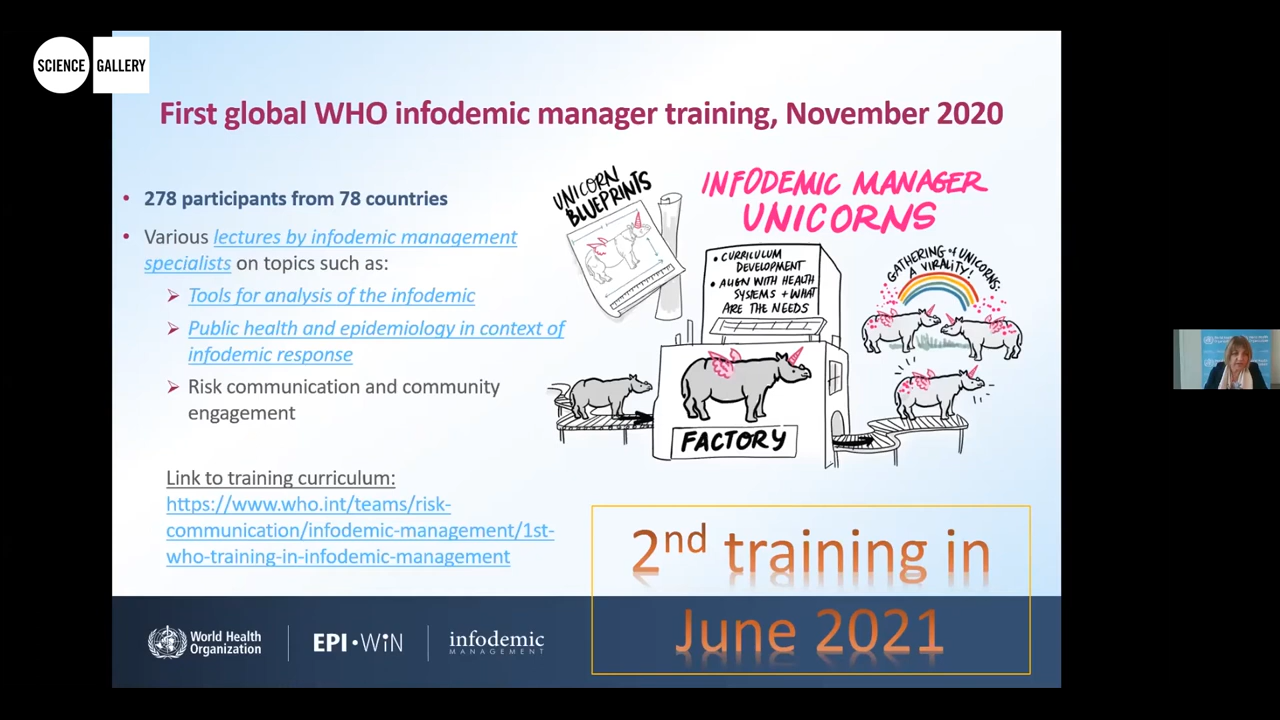 SCIENCE GALLERY
First global WHO infodemic manager training, November 2020
• 278 participants from 78 countries
• Various lectures by infodemic management
specialists on topics such as:
➢ Tools for analysis of the infodemic
➢ Public health and epidemiology in context of
infodemic response
➢ Risk communication and community
engagement
Link to training curriculum:
https://www.who.int/teams/risk-
communication/infodemic-management/1st-
who-training-in-infodemic-management
UNICORN
BLUEPRINTS
INFODEMIC MANAGER
UNICORNS
• CURRICULUM
DEVELOPMENT
• ALIGN WITH HEALTH
SYSTEMS + WHAT
ARE THE NEEDS
GATHERING of UNICORNS:
A VIRALITY!
FACTORY
2nd training in
June 2021
World Health
Organization
EPI•WiN
infodemic
MANAGEMENT